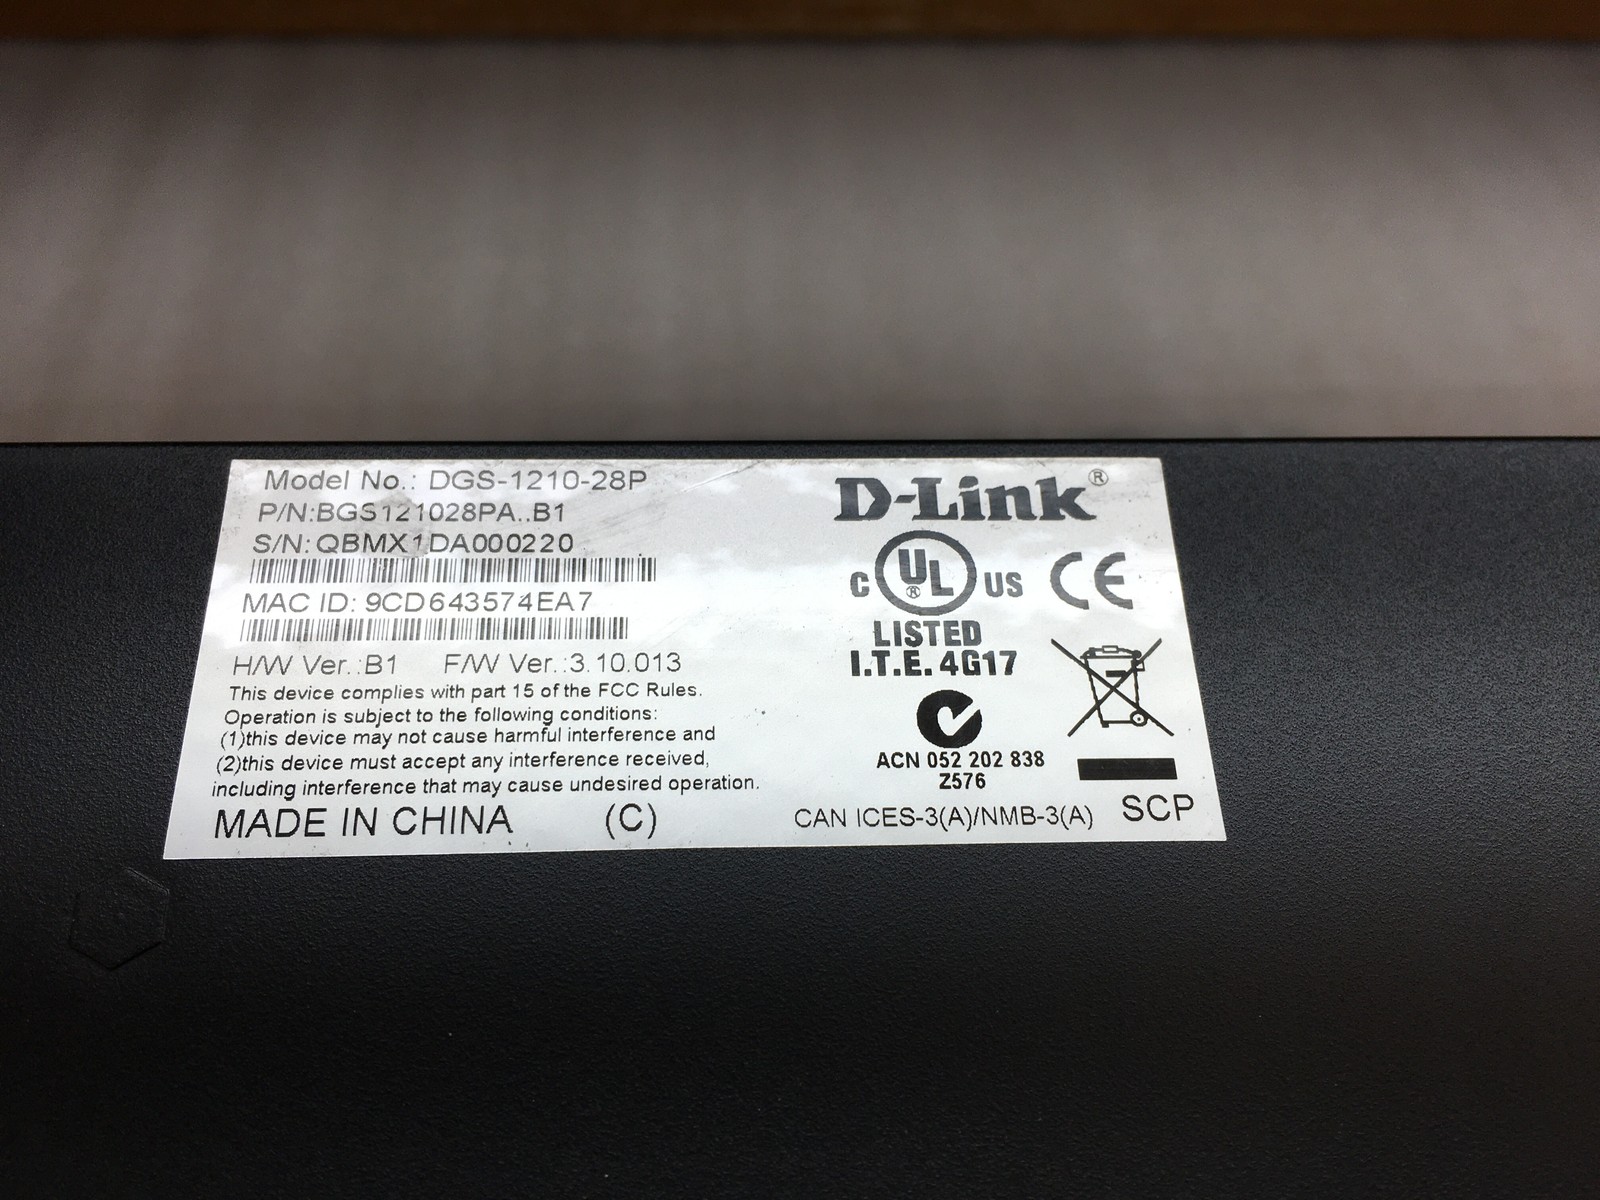 Model No.: DGS-1210-28P
P/N:BGS121028PA..B1
S/N: QBMX1DA000220
MAC ID: 9CD643574EA7
H/W Ver.:B1 F/W Ver.:3.10.013
This device complies with part 15 of the FCC Rules.
Operation is subject to the following conditions:
(1)this device may not cause harmful interference and
(2)this device must accept any interference received,
including interference that may cause undesired operation.
MADE IN CHINA (C)
D-Link®
C UL® US CE
LISTED
I.T.E. 4G17
ACN 052 202 838
Z576
CAN ICES-3(A)/NMB-3(A) SCP